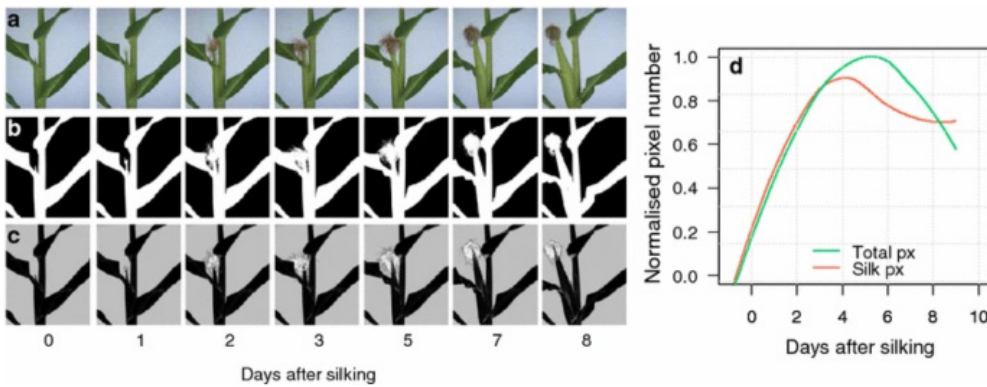 a
b
c
0 1 2 3 5 7 8
Days after silking
d
Normalised pixel number
1.0
0.8
0.6
0.4
0.2
0.0
Total px
Silk px
0 2 4 6 8 10
Days after silking